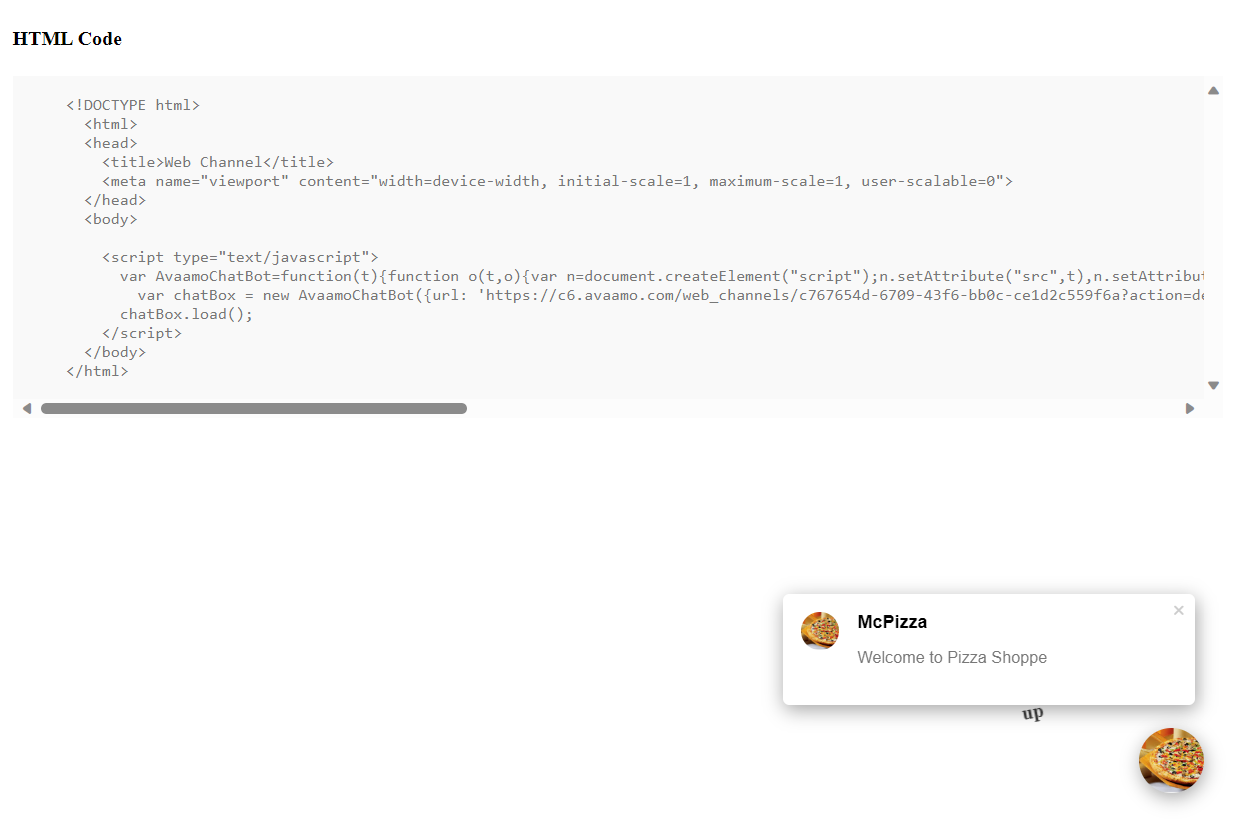 HTML Code
<!DOCTYPE html>
<html>
<head>
<title>Web Channel</title>
<meta name="viewport" content="width=device-width, initial-scale=1, maximum-scale=1, user-scalable=0">
</head>
<body>
<script type="text/javascript">
var AvaamoChatBot=function(t){function o(t,o){var n=document.createElement("script");n.setAttribute("src",t),n.setAttribut
var chatBox = new AvaamoChatBot({url: 'https://c6.avaamo.com/web_channels/c767654d-6709-43f6-bb0c-ce1d2c559f6a?action=de
chatBox.load();
</script>
</body>
</html>
McPizza
Welcome to Pizza Shoppe
up